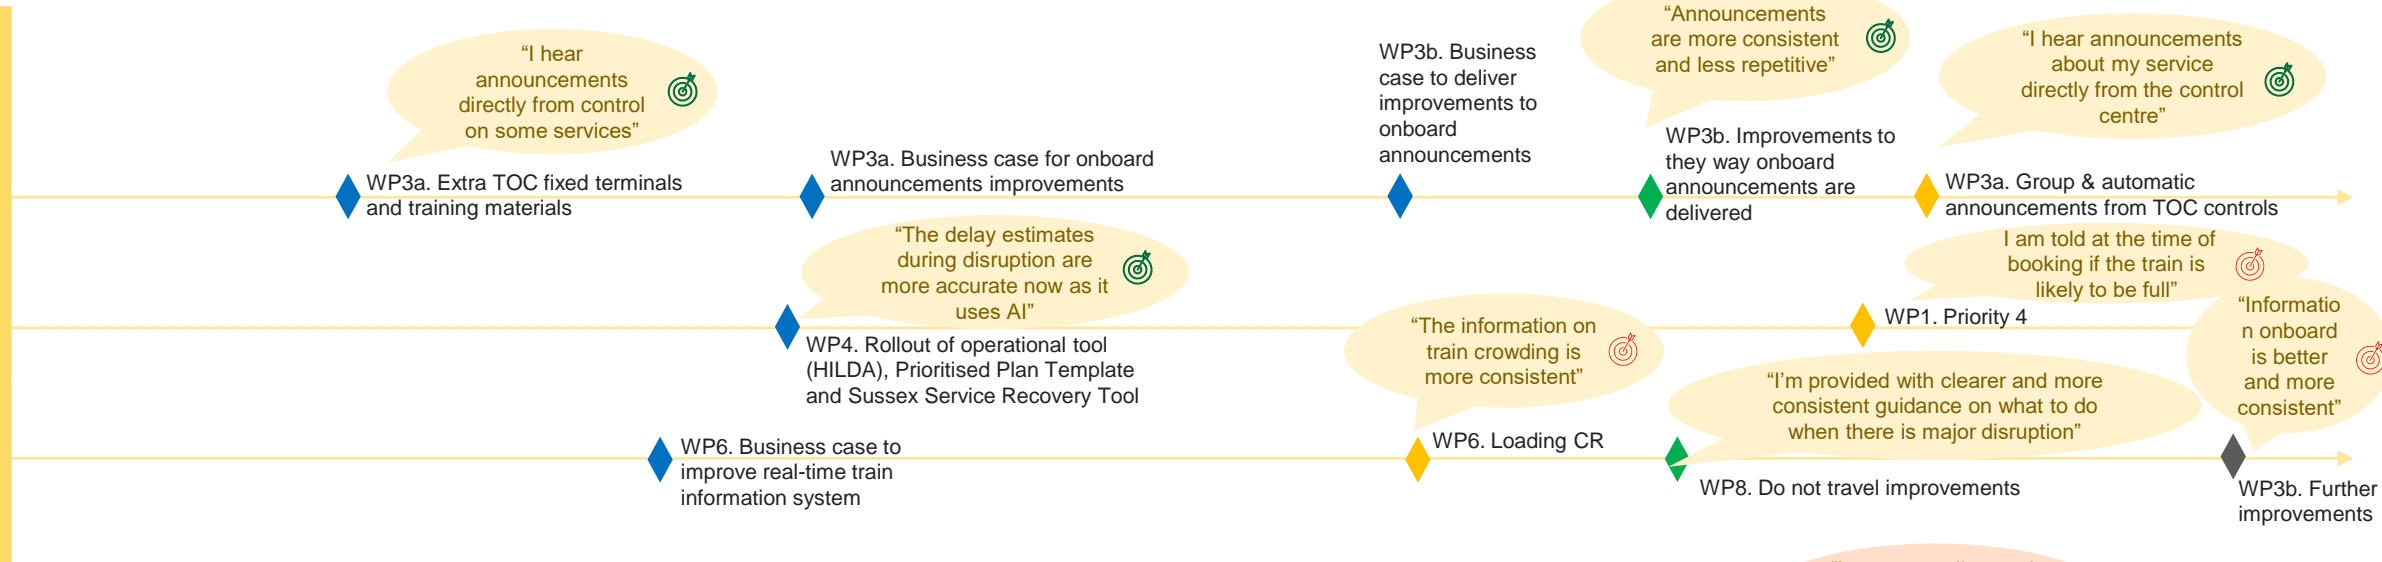 “Announcements
are more consistent
and less repetitive”
“I hear
announcements
directly from control
on some services”
WP3b. Business
case to deliver
improvements to
onboard
announcements
“I hear announcements
about my service
directly from the control
centre”
WP3a. Extra TOC fixed terminals
and training materials
WP3a. Business case for onboard
announcements improvements
WP3b. Improvements to
they way onboard
announcements are
delivered
WP3a. Group & automatic
announcements from TOC controls
“The delay estimates
during disruption are
more accurate now as it
uses AI”
I am told at the time of
booking if the train is
likely to be full”
WP4. Rollout of operational tool
(HILDA), Prioritised Plan Template
and Sussex Service Recovery Tool
“The information on
train crowding is
more consistent”
WP1. Priority 4
“Informatio
n onboard
is better
and more
consistent”
“I’m provided with clearer and more
consistent guidance on what to do
when there is major disruption”
WP6. Business case to
improve real-time train
information system
WP6. Loading CR
WP8. Do not travel improvements
WP3b. Further
improvements